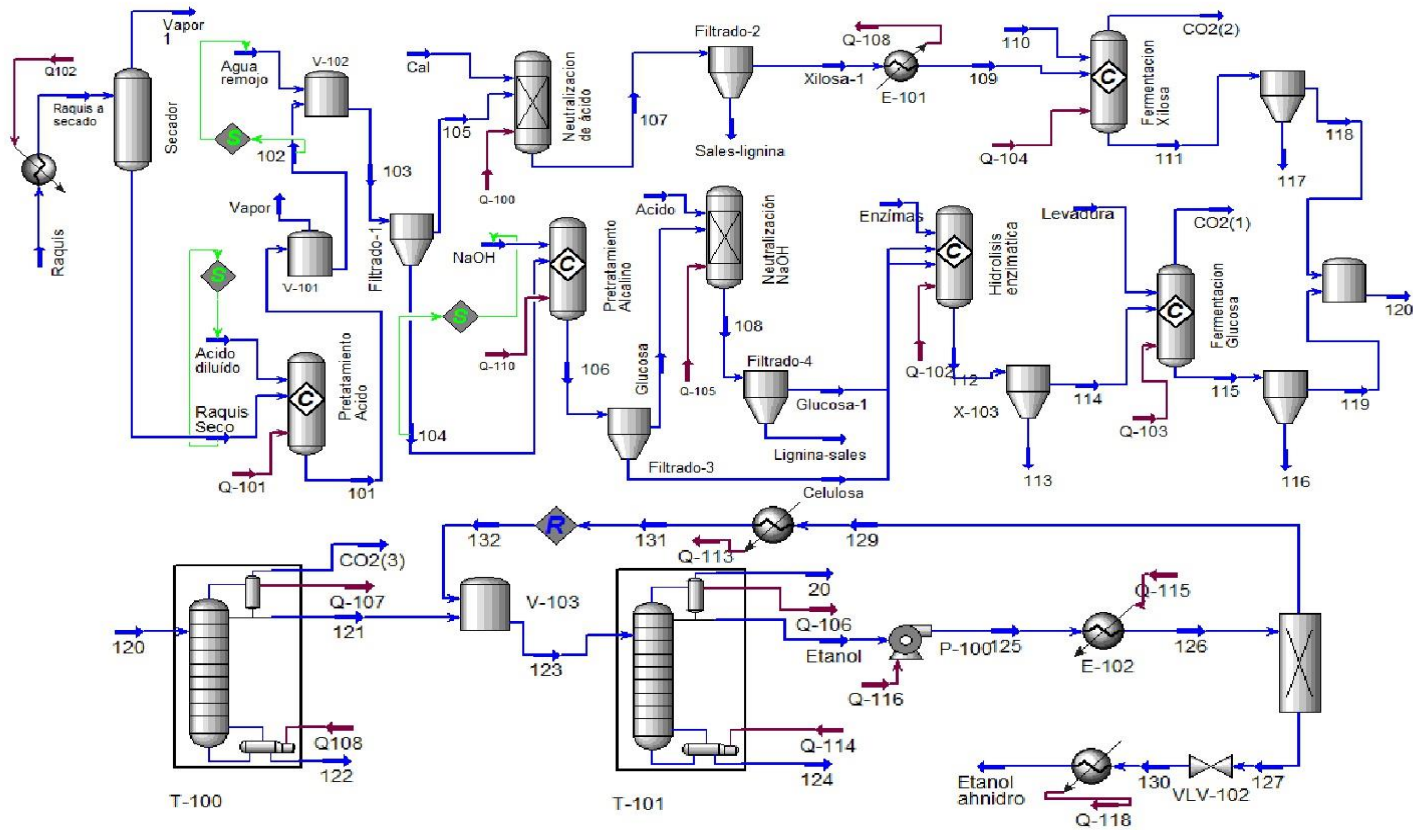 Vapor
1
Q102
Raquis a
secado
Raquis
Secador
Agua
remojo
V-102
S
102
103
Vapor
V-101
S
Acido
diluído
Raquis
Seco
C
Pretatamiento
Acido
Q-101
101
Filtrado-1
104
105
Cal
Neutralizacion
de ácido
Q-100
107
NaOH
S
C
Pretatamiento
Alcalino
Q-110
106
Filtrado-2
Xilosa-1
Sales-lignina
Q-108
E-101
109
Acido
Glucosa
Neutralización
NaOH
Q-105
108
Filtrado-3
Filtrado-4
Glucosa-1
Lignina-sales
Celulosa
Enzimas
C
Hidrolisis
enzimática
Q-102
112
X-103
113
114
110
C
CO2(2)
Fermentacion
Xilosa
Q-104
111
117
118
Levadura
C
CO2(1)
Fermentacion
Glucosa
Q-103
115
116
119
120
120
CO2(3)
Q-107
121
Q108
122
T-100
132
R
131
Q-113
129
V-103
123
20
Q-106
Etanol
Q-114
124
T-101
P-100
Q-116
125
Q-115
E-102
126
127
VLV-102
130
Q-118
Etanol
ahnidro